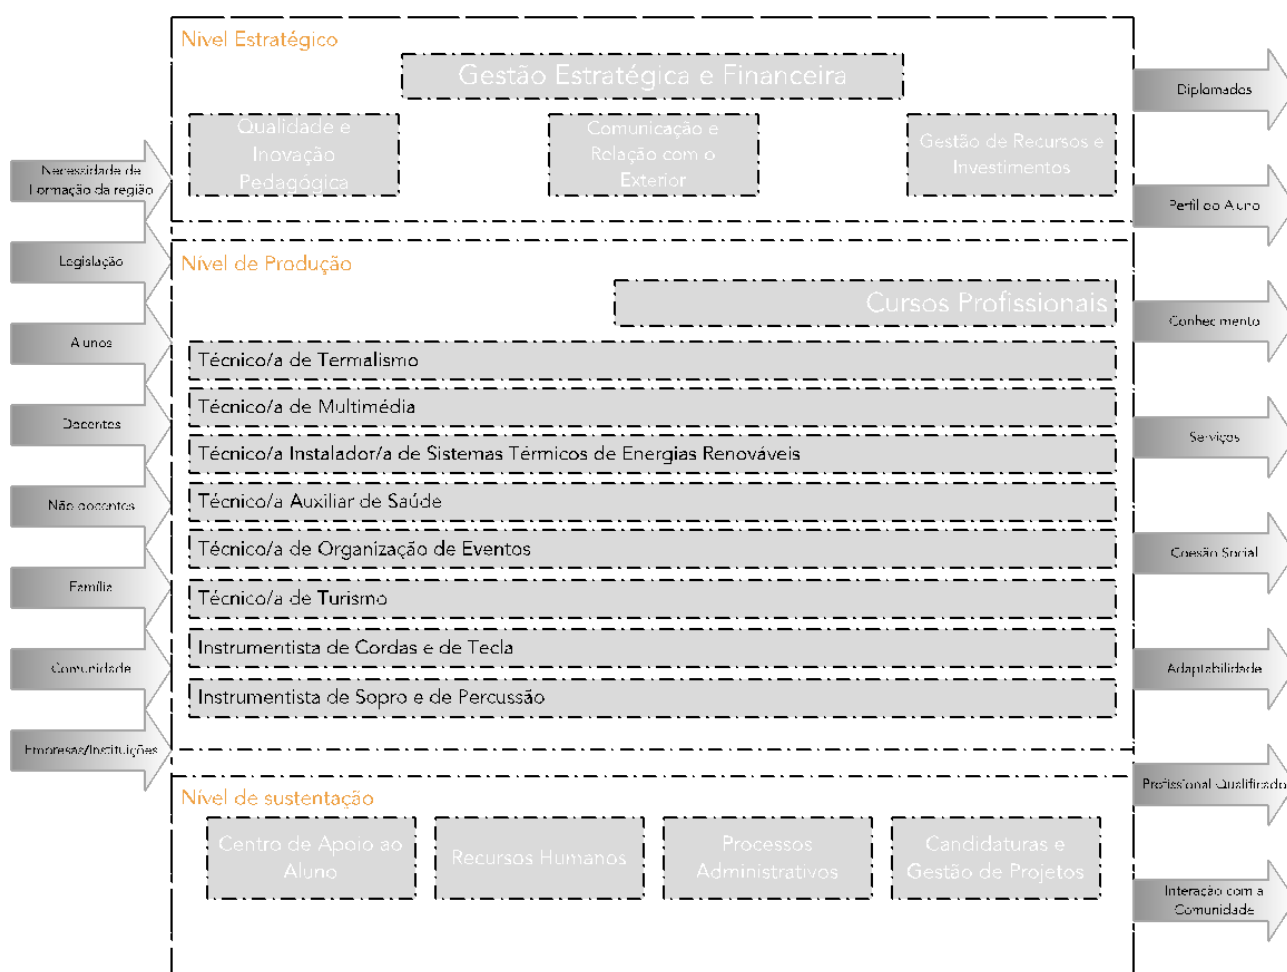 Nivel Estratégico
Gestão Estratégica e Financeira
Qualidade e
Inovação
Pedagógica
Comunicação e
Relação com o
Exterior
Gestão de Recursos e
Investimentos
Necessidade de
Formação da região
Legislação
Alunos
Docentes
Não docentes
Família
Comunidade
Empresas/Instituições
Nível de Produção
Cursos Profissionais
Técnico/a de Termalismo
Técnico/a de Multimédia
Técnico/a Instalador/a de Sistemas Térmicos de Energias Renováveis
Técnico/a Auxiliar de Saúde
Técnico/a de Organização de Eventos
Técnico/a de Turismo
Instrumentista de Cordas e de Tecla
Instrumentista de Sopro e de Percussão
Nível de sustentação
Centro de Apoio ao
Aluno
Recursos Humanos
Processos
Administrativos
Candidaturas e
Gestão de Projetos
Diplomados
Perfil do Aluno
Conhecimento
Serviços
Coesão Social
Adaptabilidade
Profissional Qualificado
Interação com a
Comunidade